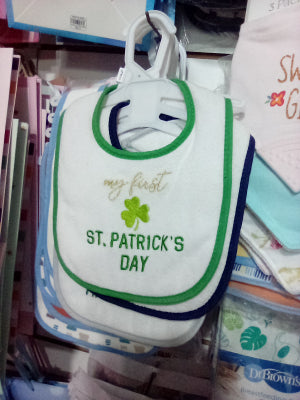 my first
ST. PATRICK'S
DAY
Dr Brown's